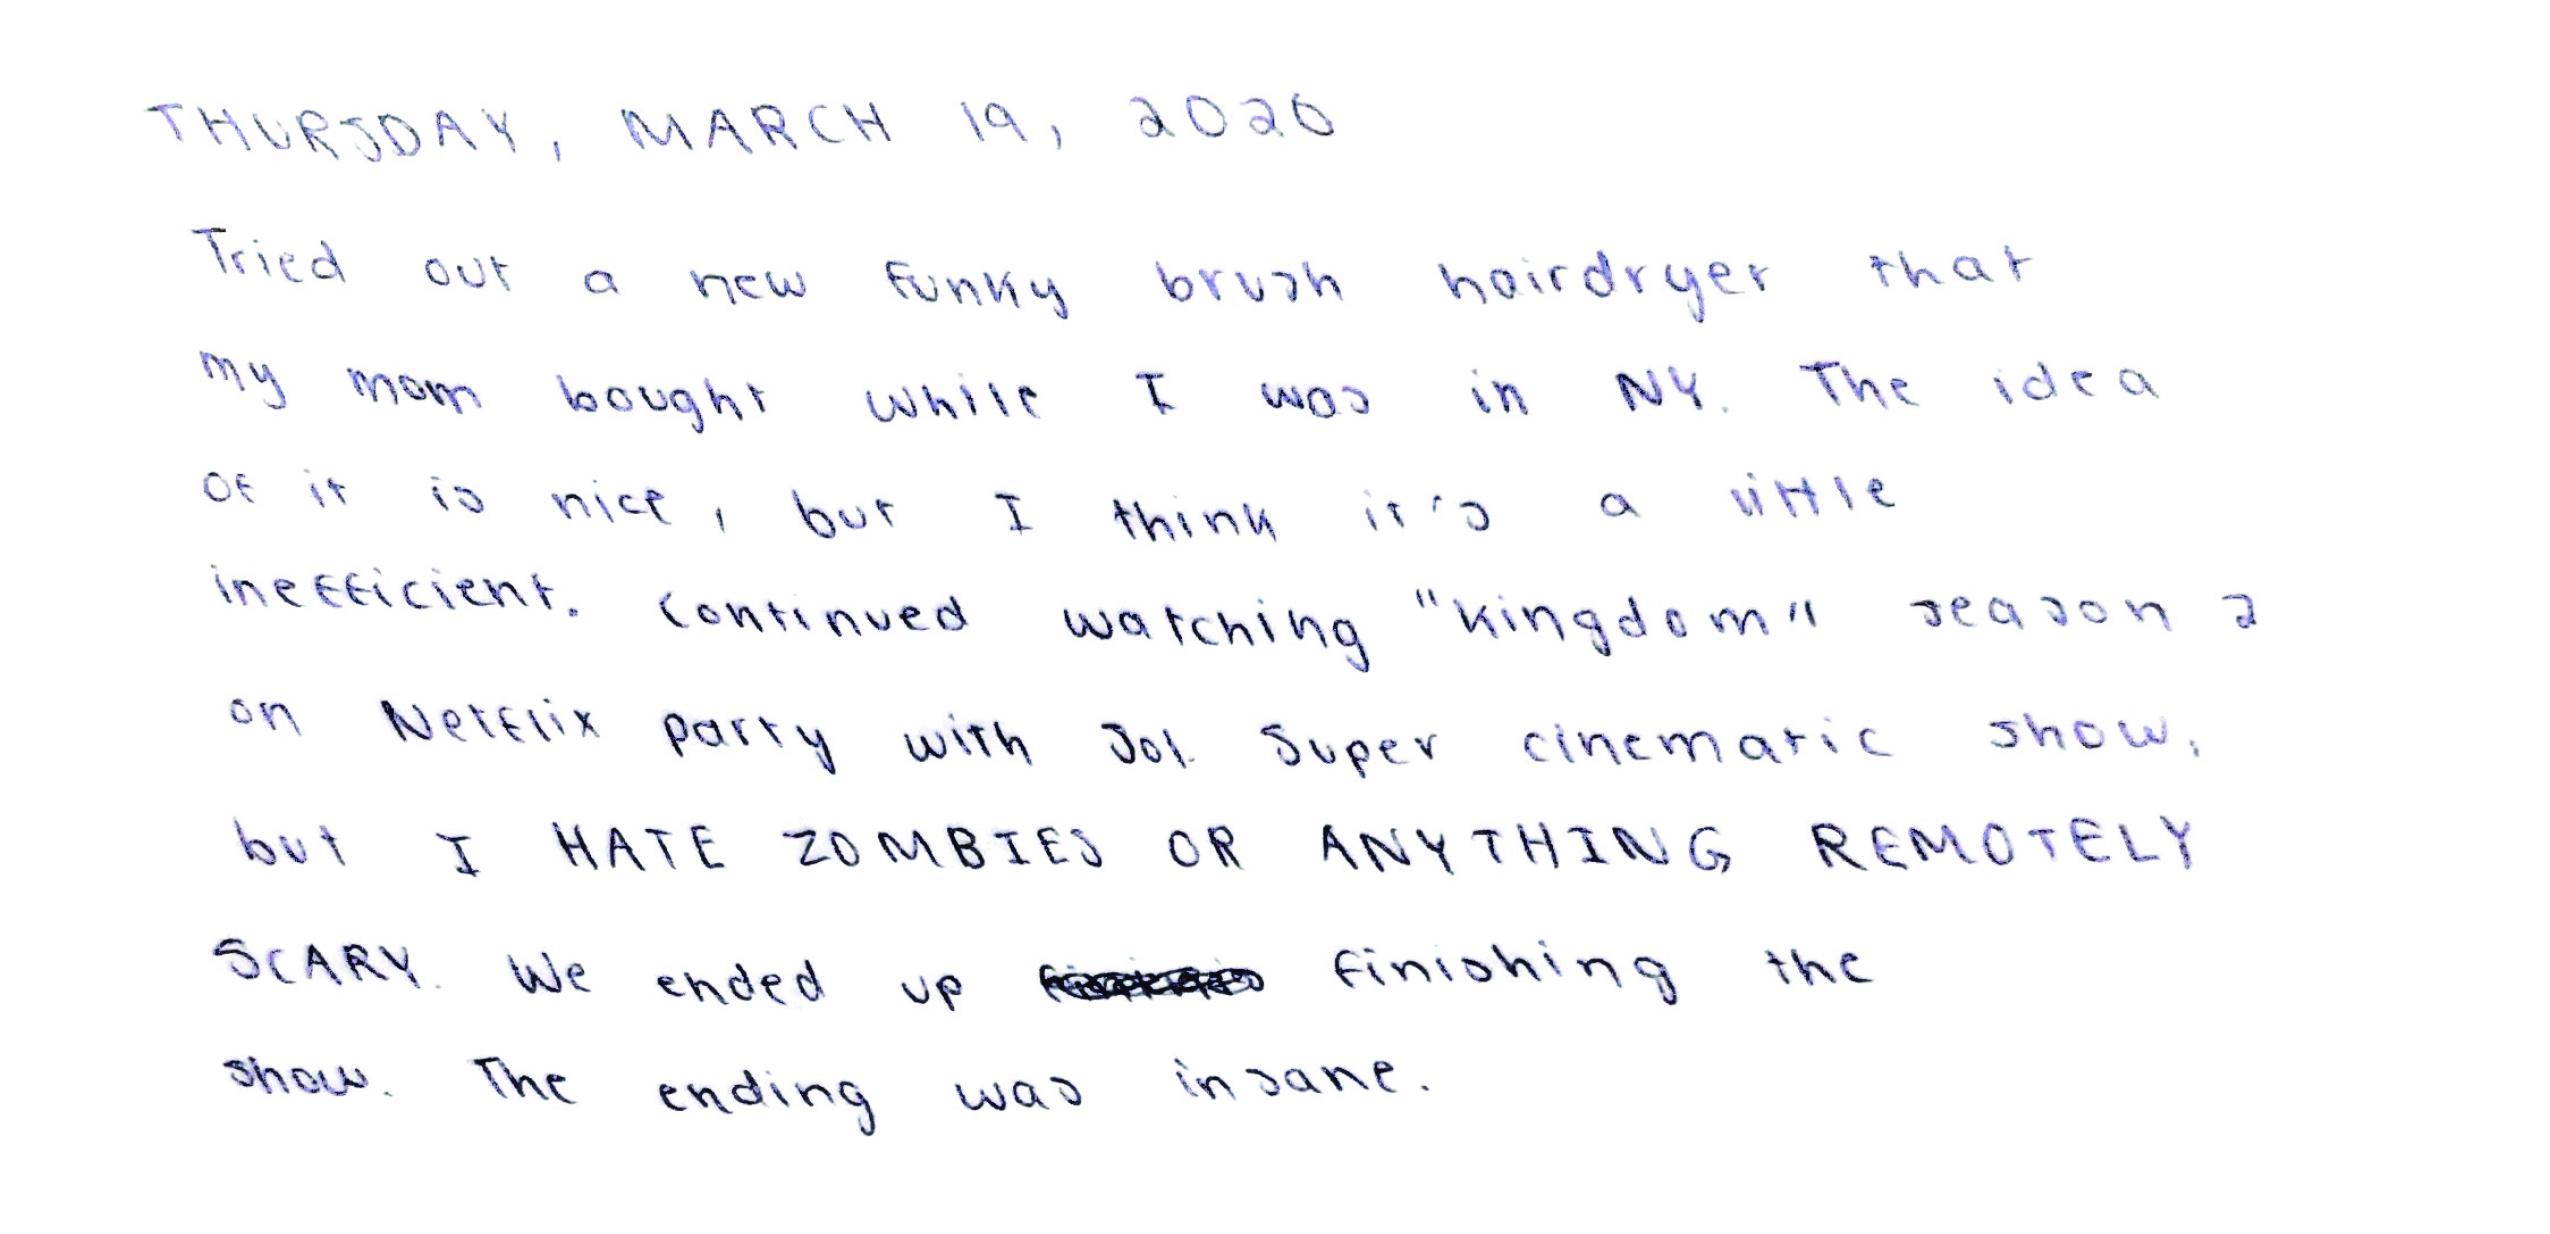 THURSDAY, MARCH 19, 2020
Tried out a new funky brush hairdryer that
my mom bought while I was in NY. The idea
of it is nice, but I think it's a little
inefficient. Continued watching "Kingdom" season 2
on Netflix party with Sol. Super cinematic show,
but I HATE ZOMBIES OR ANYTHING REMOTELY
SCARY. We ended up finishing the
show. The ending was insane.